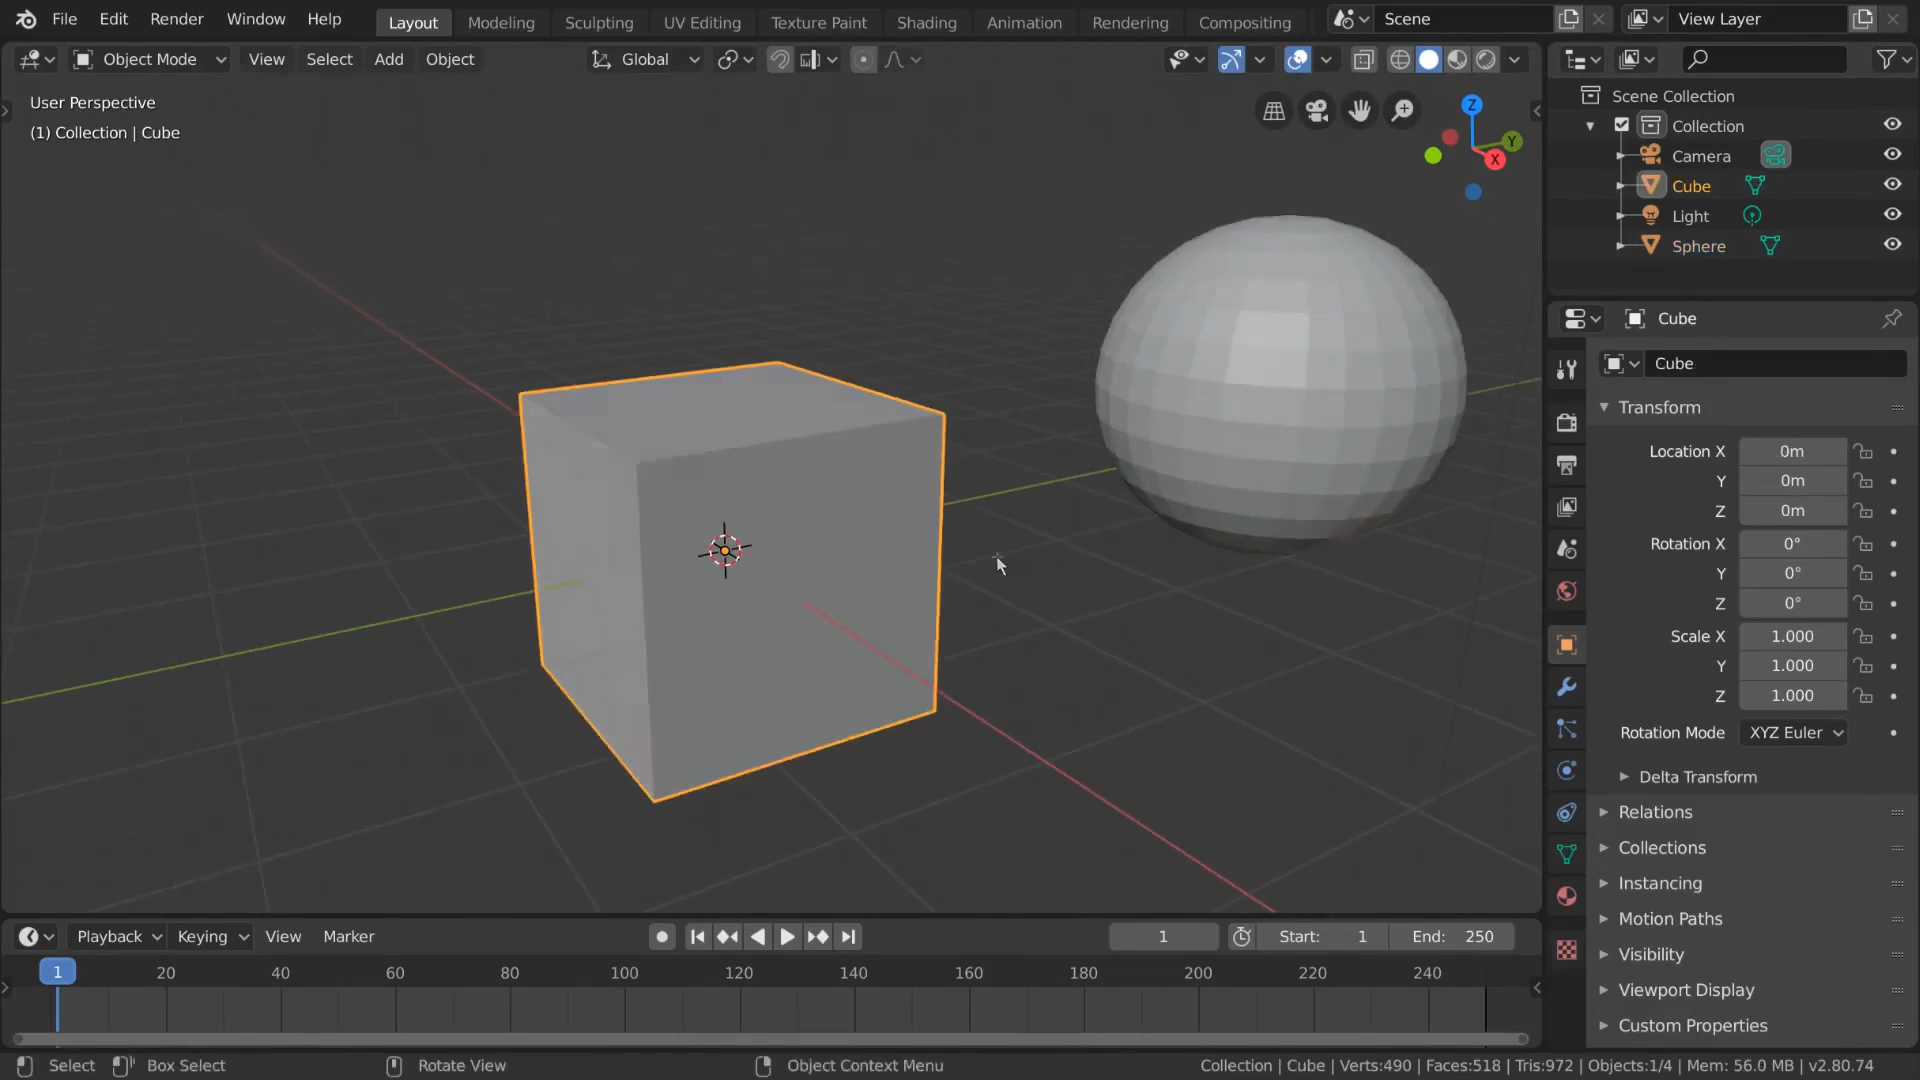 File Edit Render Window Help Layout Modeling Sculpting UV Editing Texture Paint Shading Animation Rendering Compositing Scene View Layer
Object Mode View Select Add Object Global
User Perspective
(1) Collection | Cube
Z
Y
X
Scene Collection
Collection
Camera
Cube
Light
Sphere
Cube
Cube
Transform
Location X 0m
Y 0m
Z 0m
Rotation X 0°
Y 0°
Z 0°
Scale X 1.000
Y 1.000
Z 1.000
Rotation Mode XYZ Euler
Delta Transform
Relations
Collections
Instancing
Motion Paths
Visibility
Viewport Display
Custom Properties
Playback Keying View Marker 1 Start: 1 End: 250
1 20 40 60 80 100 120 140 160 180 200 220 240
Select Box Select Rotate View Object Context Menu Collection | Cube | Verts:490 | Faces:518 | Tris:972 | Objects:1/4 | Mem: 56.0 MB | v2.80.74